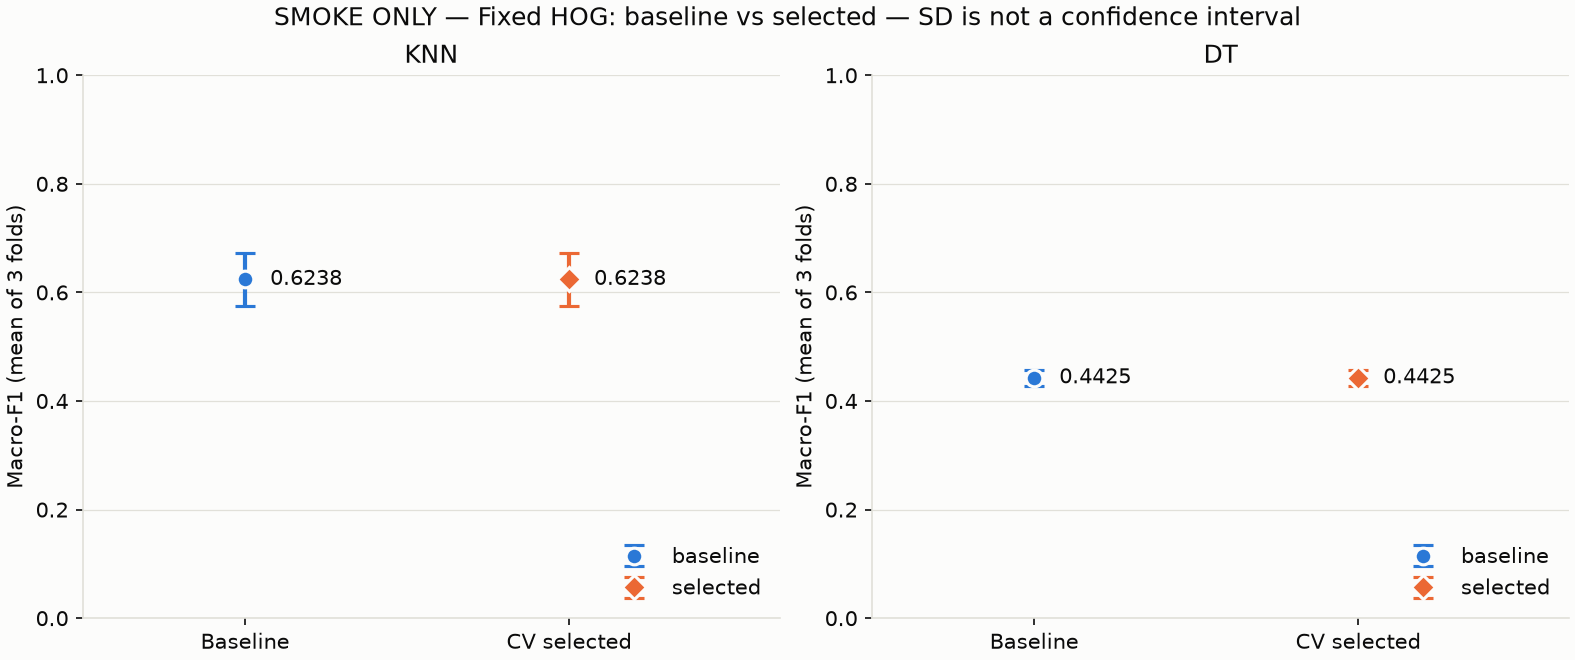 SMOKE ONLY — Fixed HOG: baseline vs selected — SD is not a confidence interval
KNN
Macro-F1 (mean of 3 folds)
1.0
0.8
0.6
0.4
0.2
0.0
0.6238
0.6238
baseline
selected
Baseline
CV selected
DT
Macro-F1 (mean of 3 folds)
1.0
0.8
0.6
0.4
0.2
0.0
0.4425
0.4425
baseline
selected
Baseline
CV selected